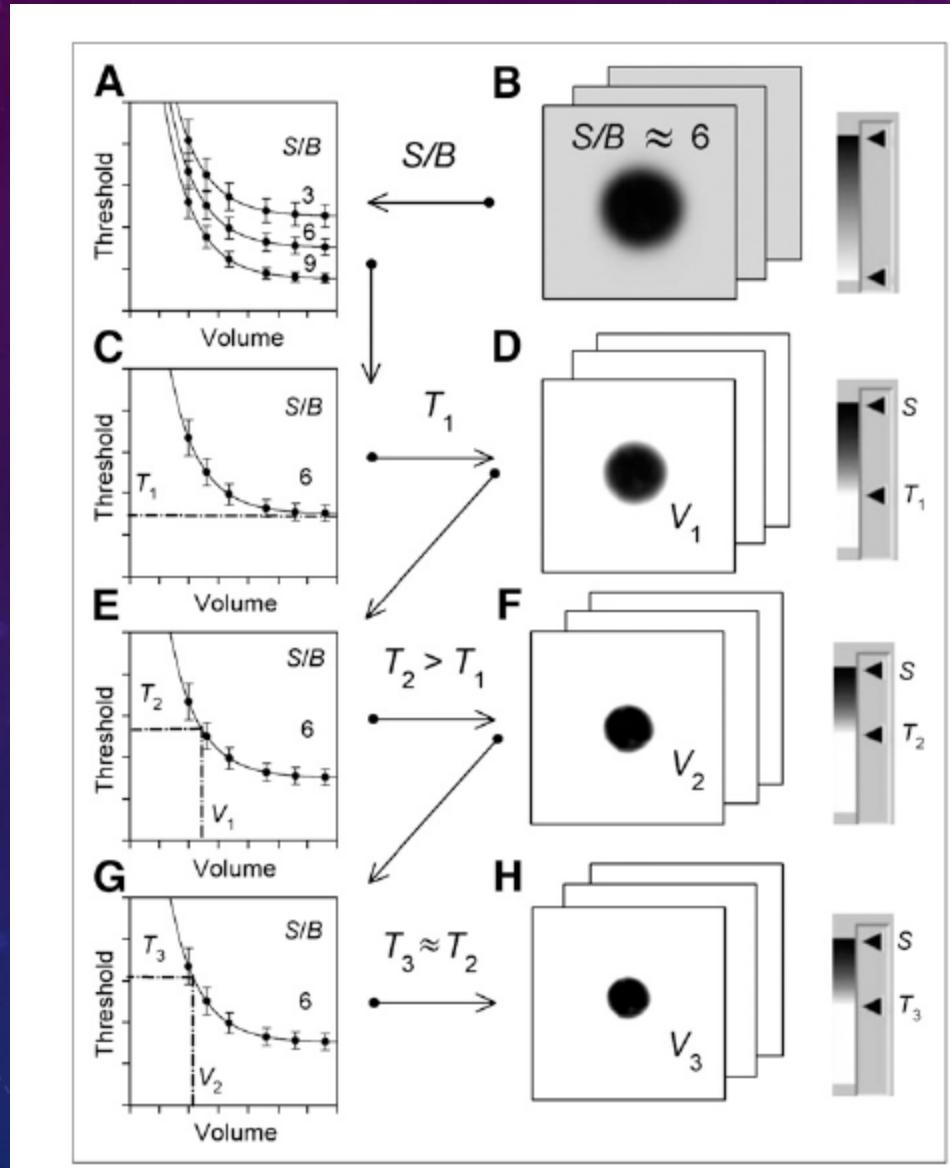 A
Threshold
S/B
3
6
9
Volume
S/B
B
S/B ≈ 6
C
Threshold
T1
S/B
6
Volume
T1
D
V1
S
T1
E
Threshold
T2
S/B
6
V1
Volume
T2 > T1
F
V2
S
T2
G
Threshold
T3
S/B
6
V2
Volume
T3 ≈ T2
H
V3
S
T3